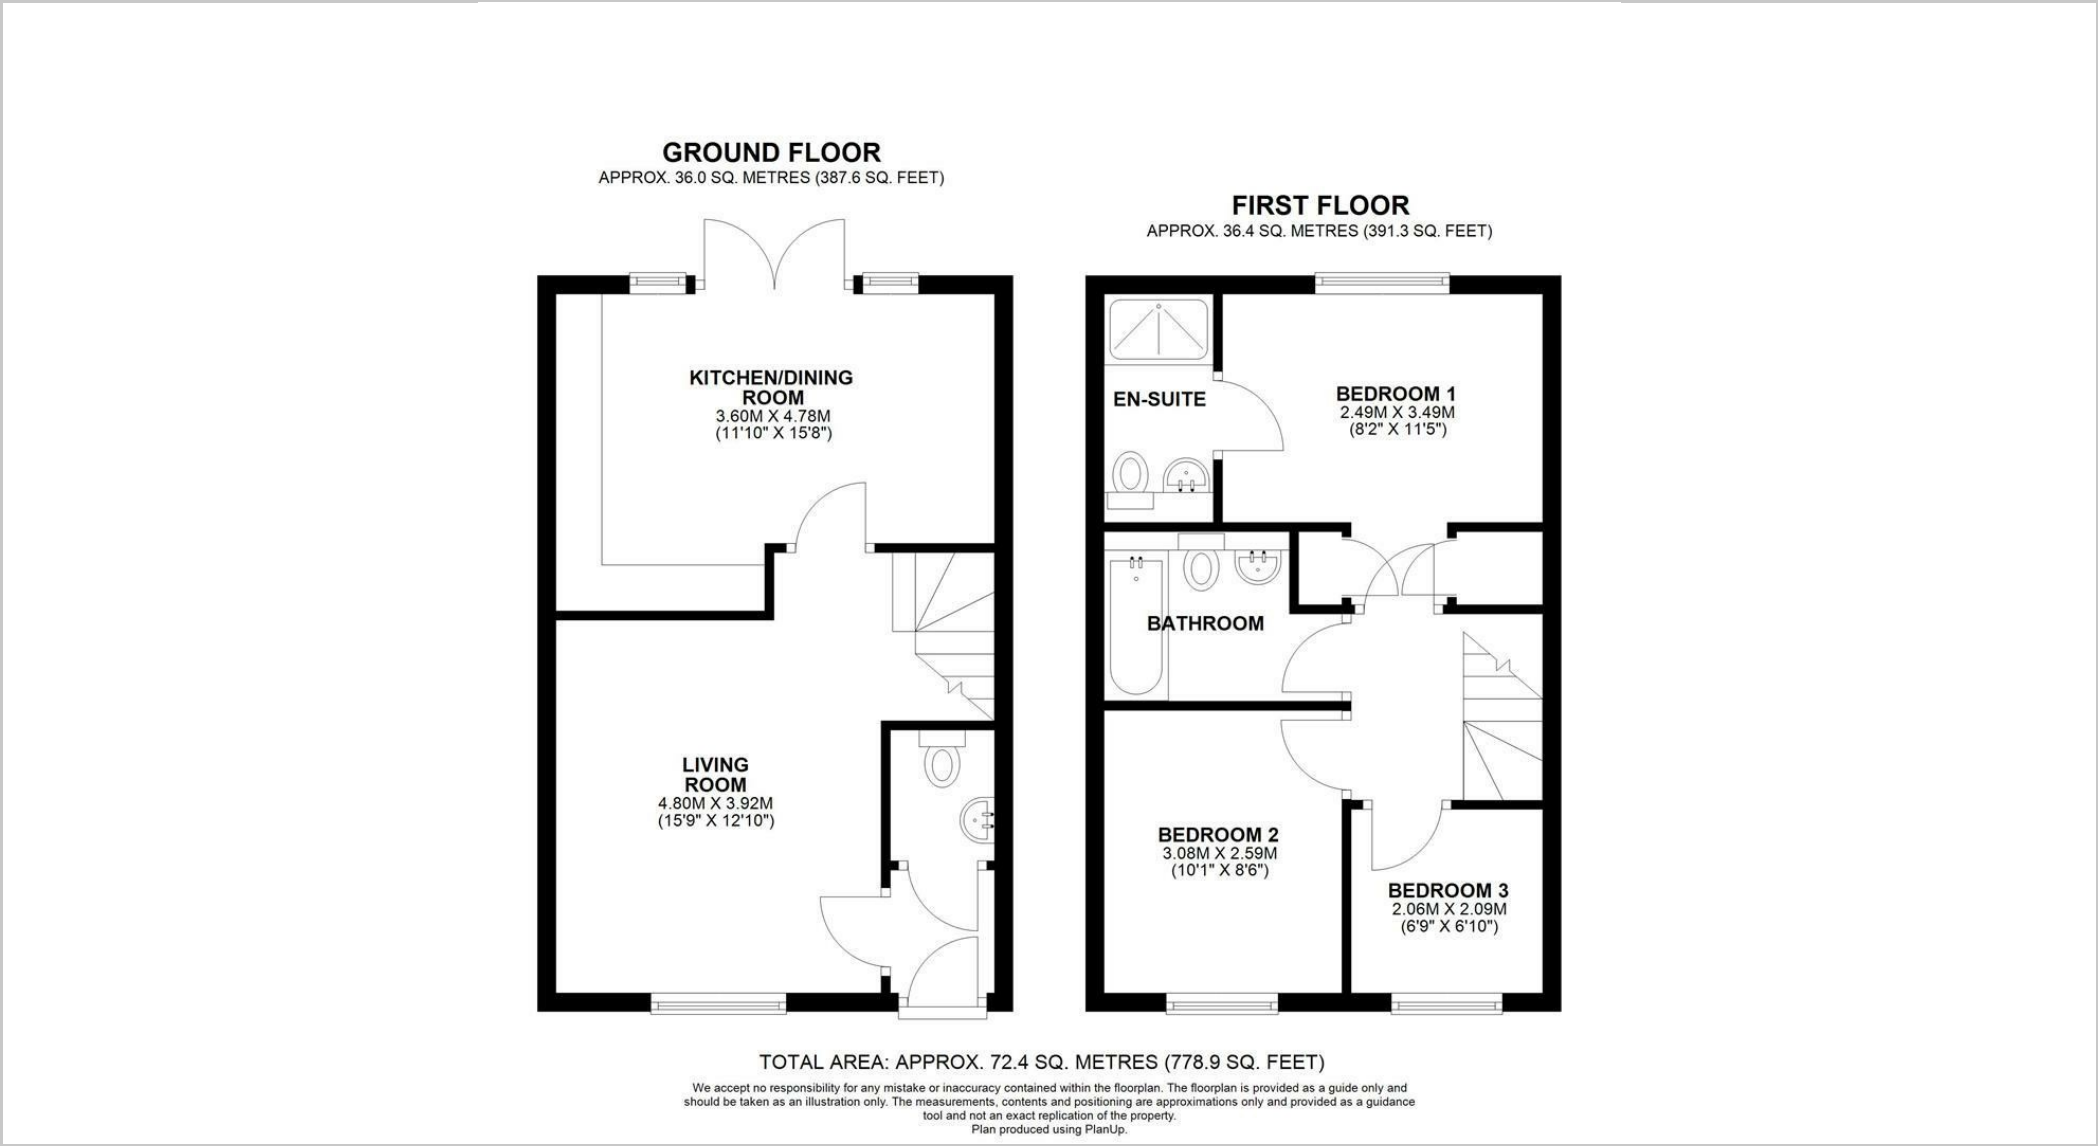 GROUND FLOOR
APPROX. 36.0 SQ. METRES (387.6 SQ. FEET)
KITCHEN/DINING
ROOM
3.60M X 4.78M
(11'10" X 15'8")
LIVING
ROOM
4.80M X 3.92M
(15'9" X 12'10")
FIRST FLOOR
APPROX. 36.4 SQ. METRES (391.3 SQ. FEET)
EN-SUITE
BEDROOM 1
2.49M X 3.49M
(8'2" X 11'5")
BATHROOM
BEDROOM 2
3.08M X 2.59M
(10'1" X 8'6")
BEDROOM 3
2.06M X 2.09M
(6'9" X 6'10")
TOTAL AREA: APPROX. 72.4 SQ. METRES (778.9 SQ. FEET)
We accept no responsibility for any mistake or inaccuracy contained within the floorplan. The floorplan is provided as a guide only and
should be taken as an illustration only. The measurements, contents and positioning are approximations only and provided as a guidance
tool and not an exact replication of the property.
Plan produced using PlanUp.